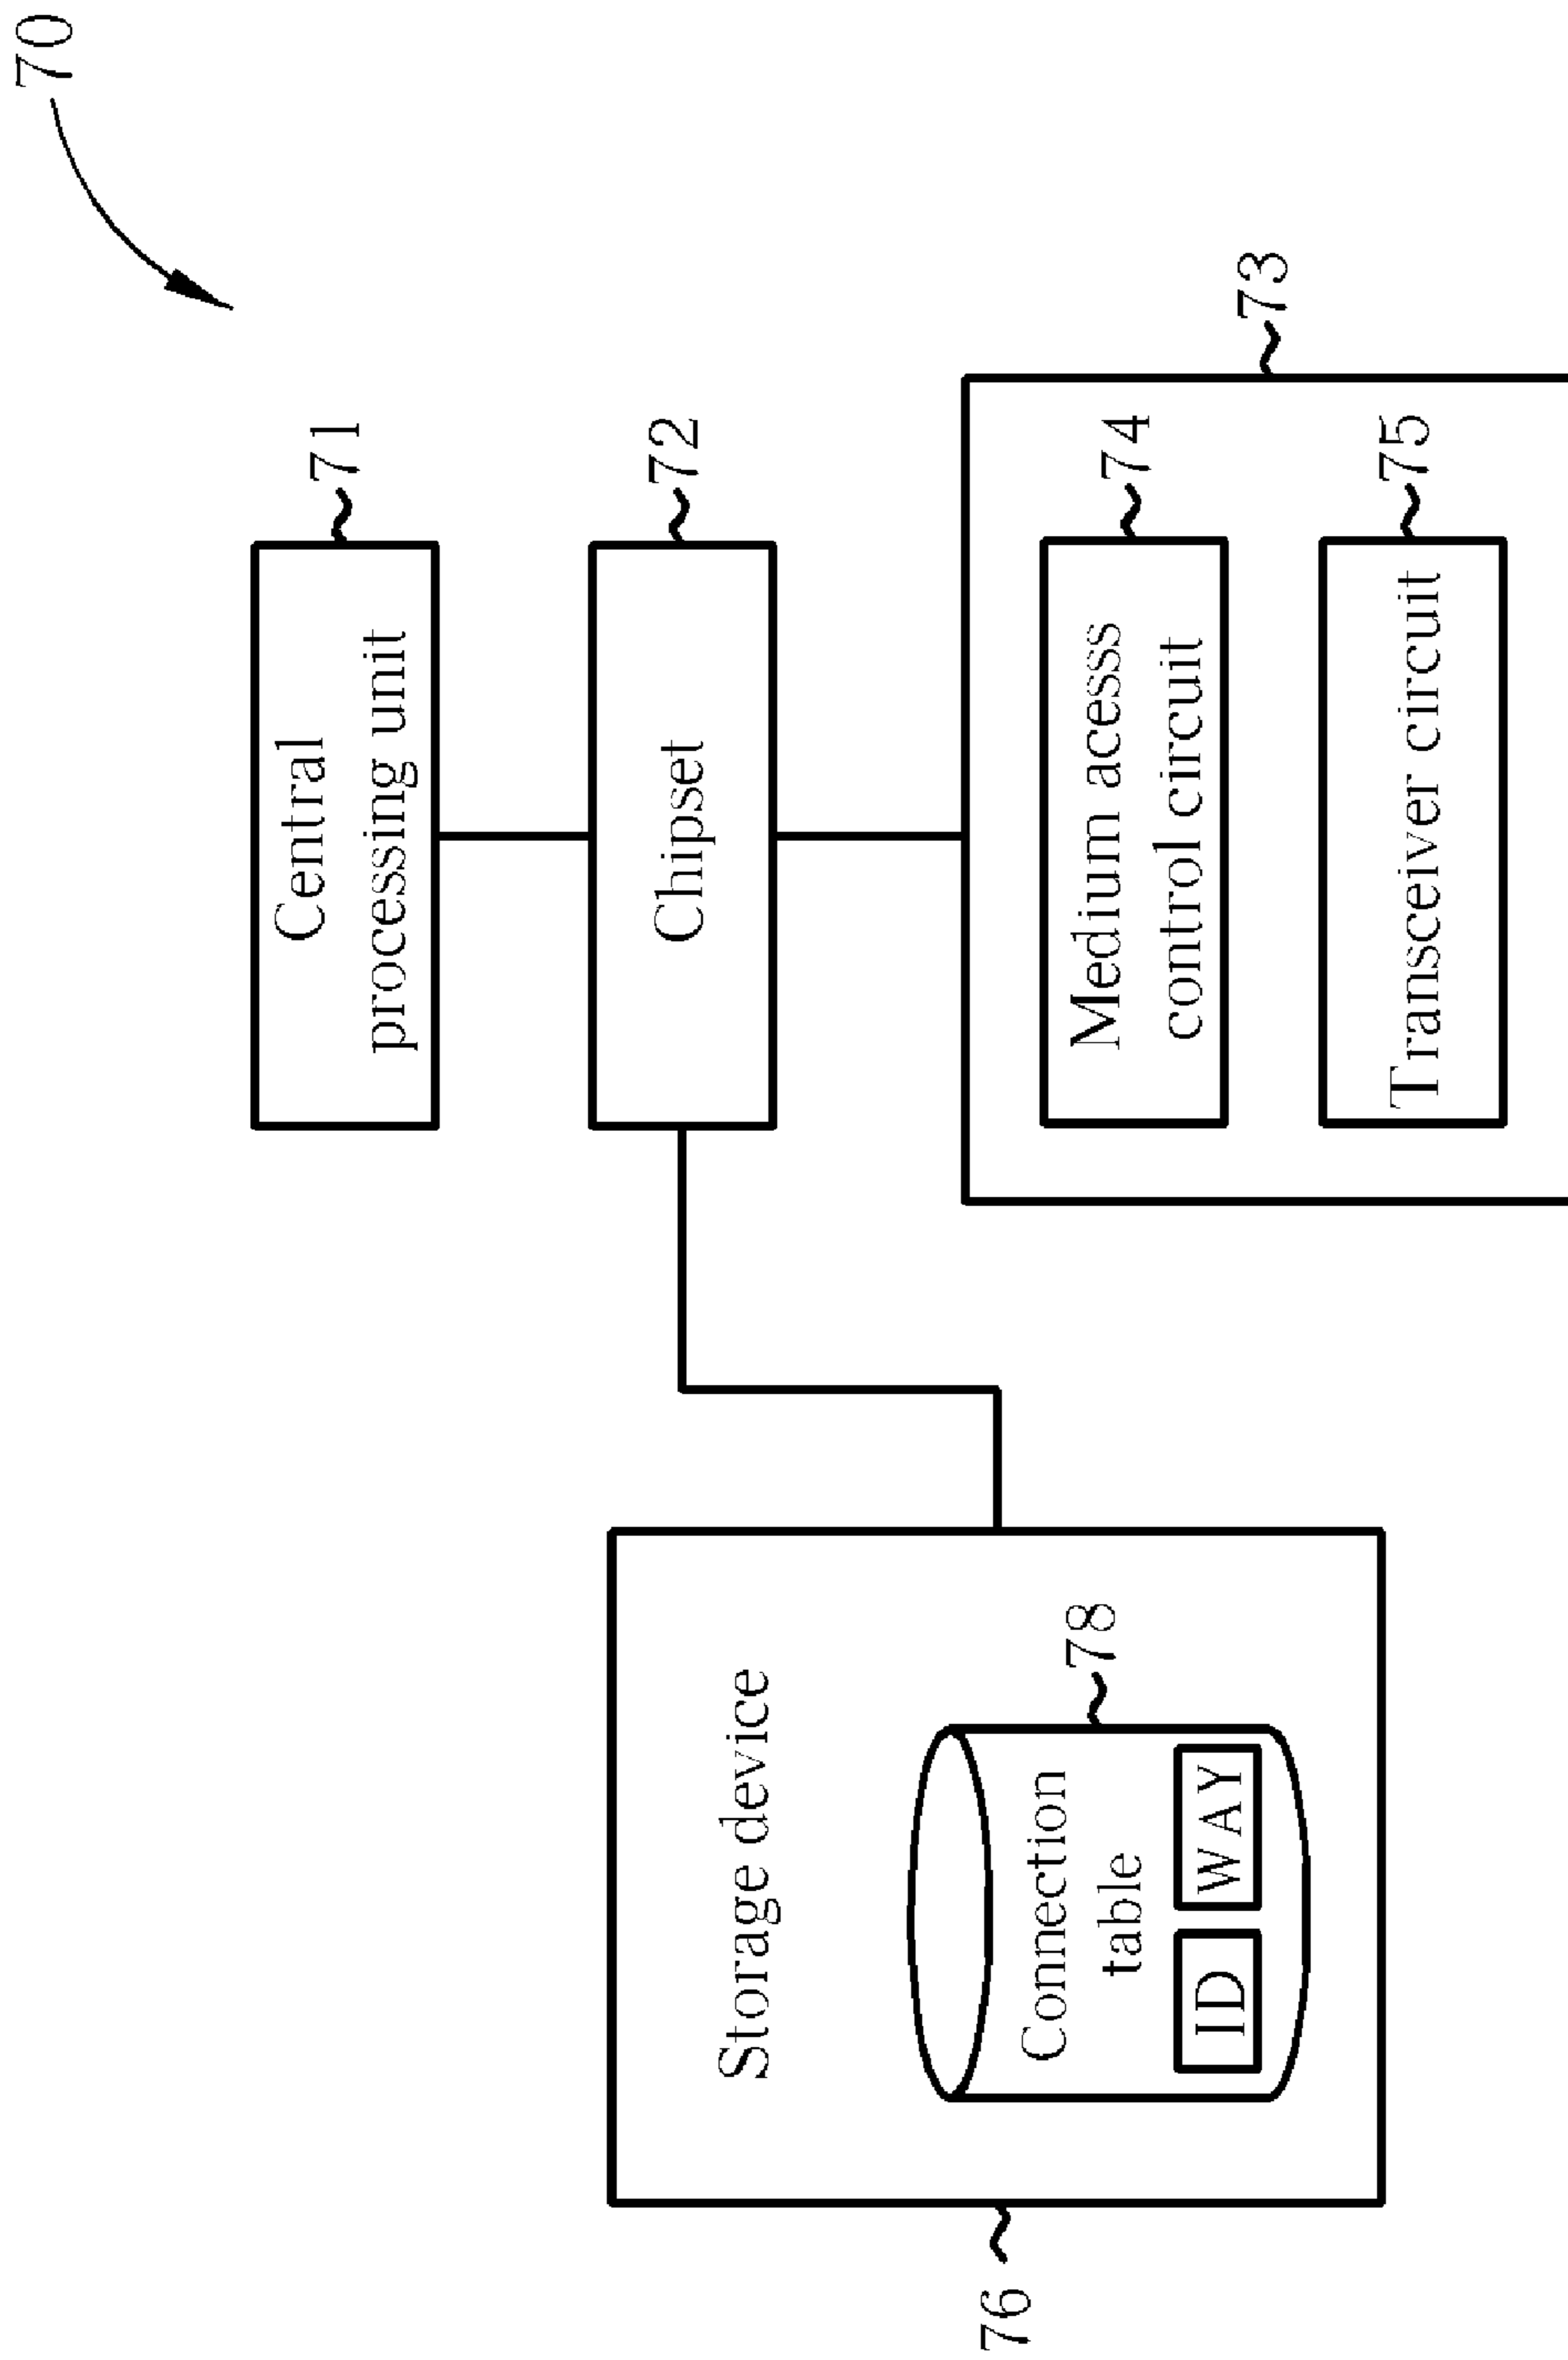 70
Central
processing unit
71
Chipset
72
73
Medium acesss
control circuit
74
Transceiver circuit
75
Storage device
Connection
table
ID
WAY
78
76